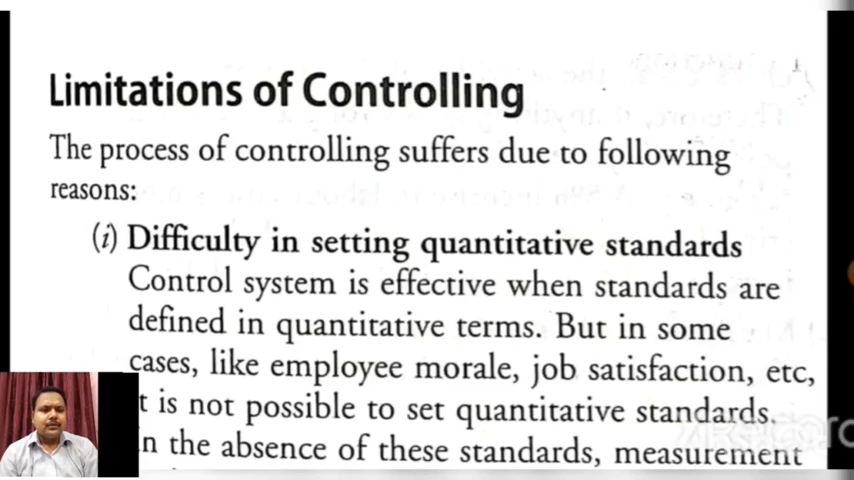 Limitations of Controlling
The process of controlling suffers due to following
reasons:
(i) Difficulty in setting quantitative standards
Control system is effective when standards are
defined in quantitative terms. But in some
cases, like employee morale, job satisfaction, etc,
t is not possible to set quantitative standards.
n the absence of these standards, measurement